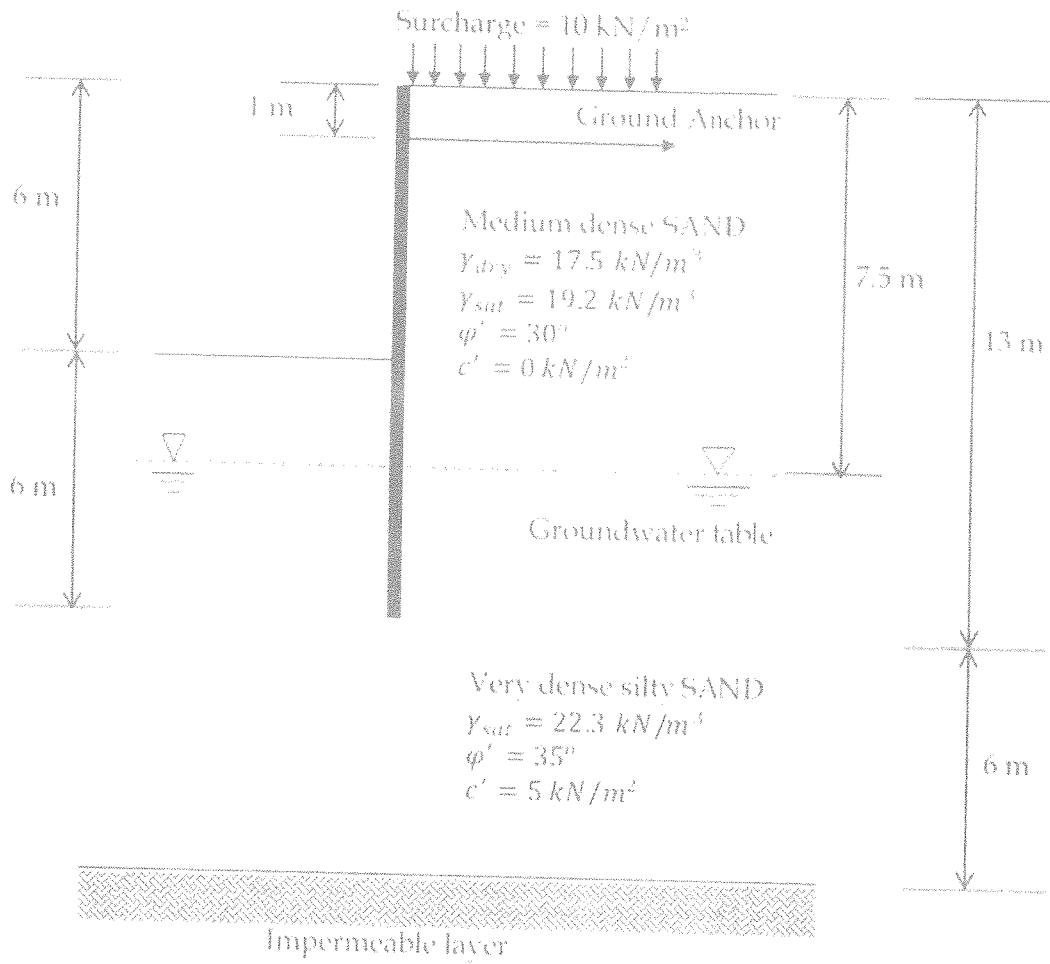 Surcharge = 10 kN/m²
1 m
Ground Anchor
6 m
Medium dense SAND
γdry = 17.5 kN/m³
γsat = 19.2 kN/m³
φ' = 30°
c' = 0 kN/m²
7.5 m
13 m
6 m
Groundwater table
Very dense silty SAND
γsat = 22.3 kN/m³
φ' = 35°
c' = 5 kN/m²
6 m
Impermeable layer